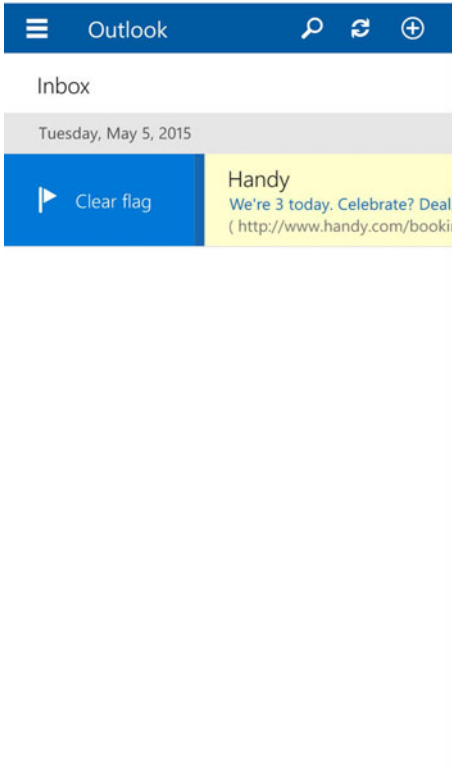 Outlook
Inbox
Tuesday, May 5, 2015
Clear flag
Handy
We're 3 today. Celebrate? Deal
( http://www.handy.com/bookin